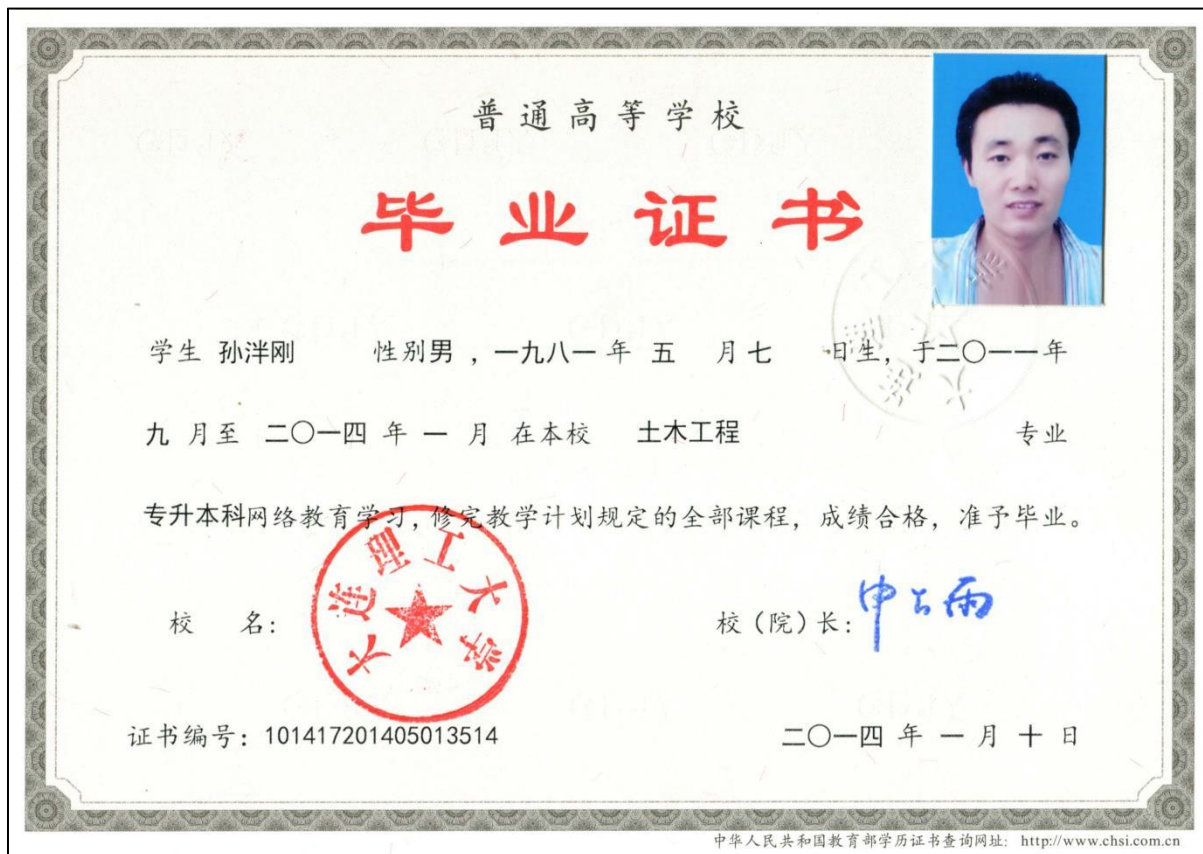 普通高等学校
毕业证书
学生 孙泮刚 性别男，一九八一年 五 月七 日生，于二〇一一年
九 月至 二〇一四 年 一 月 在本校 土木工程 专业
专升本科网络教育学习，修完教学计划规定的全部课程，成绩合格，准予毕业。
校 名：
大连理工大学
校（院）长：
证书编号：101417201405013514
二〇一四 年 一 月 十 日
中华人民共和国教育部学历证书查询网址：http://www.chsi.com.cn